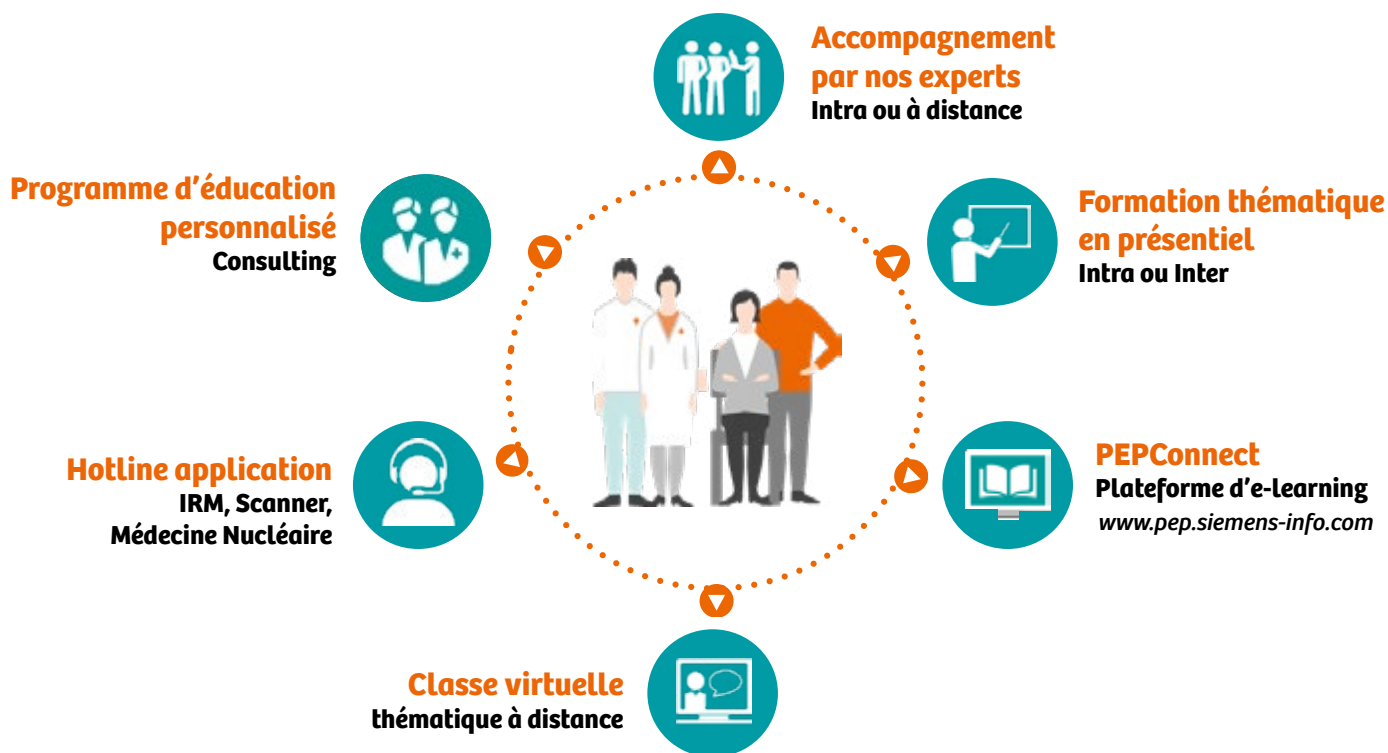 Accompagnement
par nos experts
Intra ou à distance
Programme d'éducation
personnalisé
Consulting
Formation thématique
en présentiel
Intra ou Inter
Hotline application
IRM, Scanner,
Médecine Nucléaire
PEPConnect
Plateforme d'e-learning
www.pep.siemens-info.com
Classe virtuelle
thématique à distance